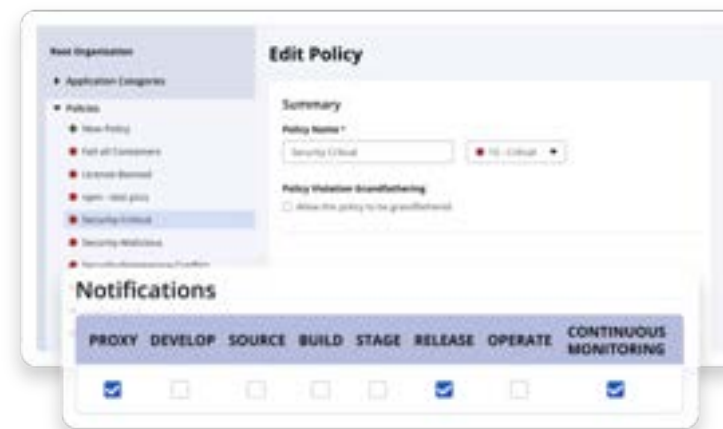 Root Organization
Application Categories
Policies
New Policy
Fail all Containers
License-Banned
Security-Critical
Security-Malicious
Edit Policy
Summary
Policy Name *
Security-Critical
10 - Critical
Policy Violation Grandfathering
Allow this policy to be grandfathered
Notifications
PROXY DEVELOP SOURCE BUILD STAGE RELEASE OPERATE CONTINUOUS MONITORING